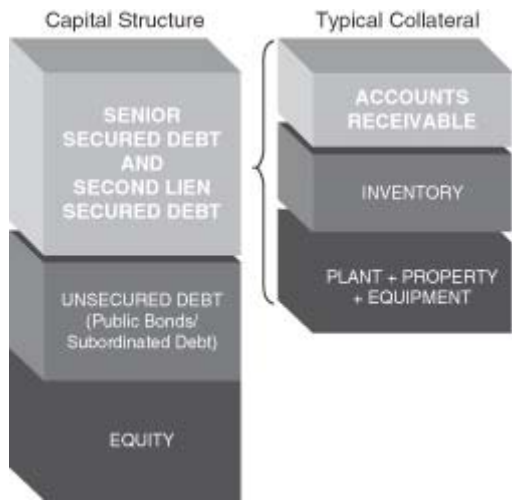 Capital Structure
Typical Collateral
SENIOR
SECURED DEBT
AND
SECOND LIEN
SECURED DEBT
UNSECURED DEBT
(Public Bonds/
Subordinated Debt)
EQUITY
ACCOUNTS
RECEIVABLE
INVENTORY
PLANT + PROPERTY
+ EQUIPMENT